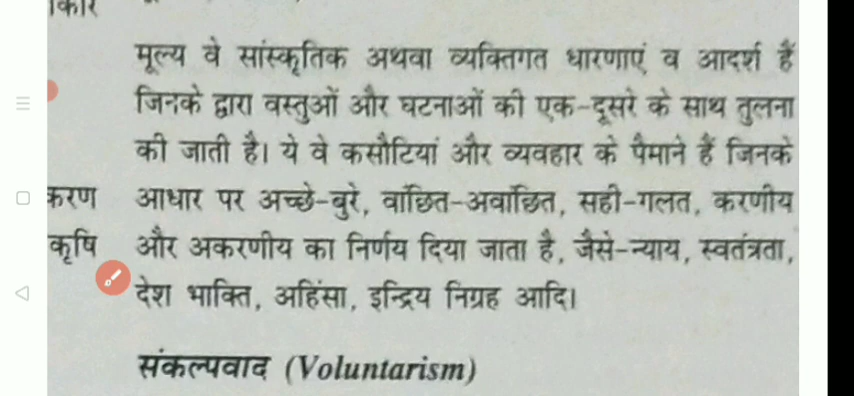 मूल्य वे सांस्कृतिक अथवा व्यक्तिगत धारणाएं व आदर्श हैं
जिनके द्वारा वस्तुओं और घटनाओं की एक-दूसरे के साथ तुलना
की जाती है। ये वे कसौटियां और व्यवहार के पैमाने हैं जिनके
करण आधार पर अच्छे-बुरे, वांछित-अवांछित, सही-गलत, करणीय
कृषि और अकरणीय का निर्णय दिया जाता है, जैसे-न्याय, स्वतंत्रता,
देश भाक्ति, अहिंसा, इन्द्रिय निग्रह आदि।
संकल्पवाद (Voluntarism)